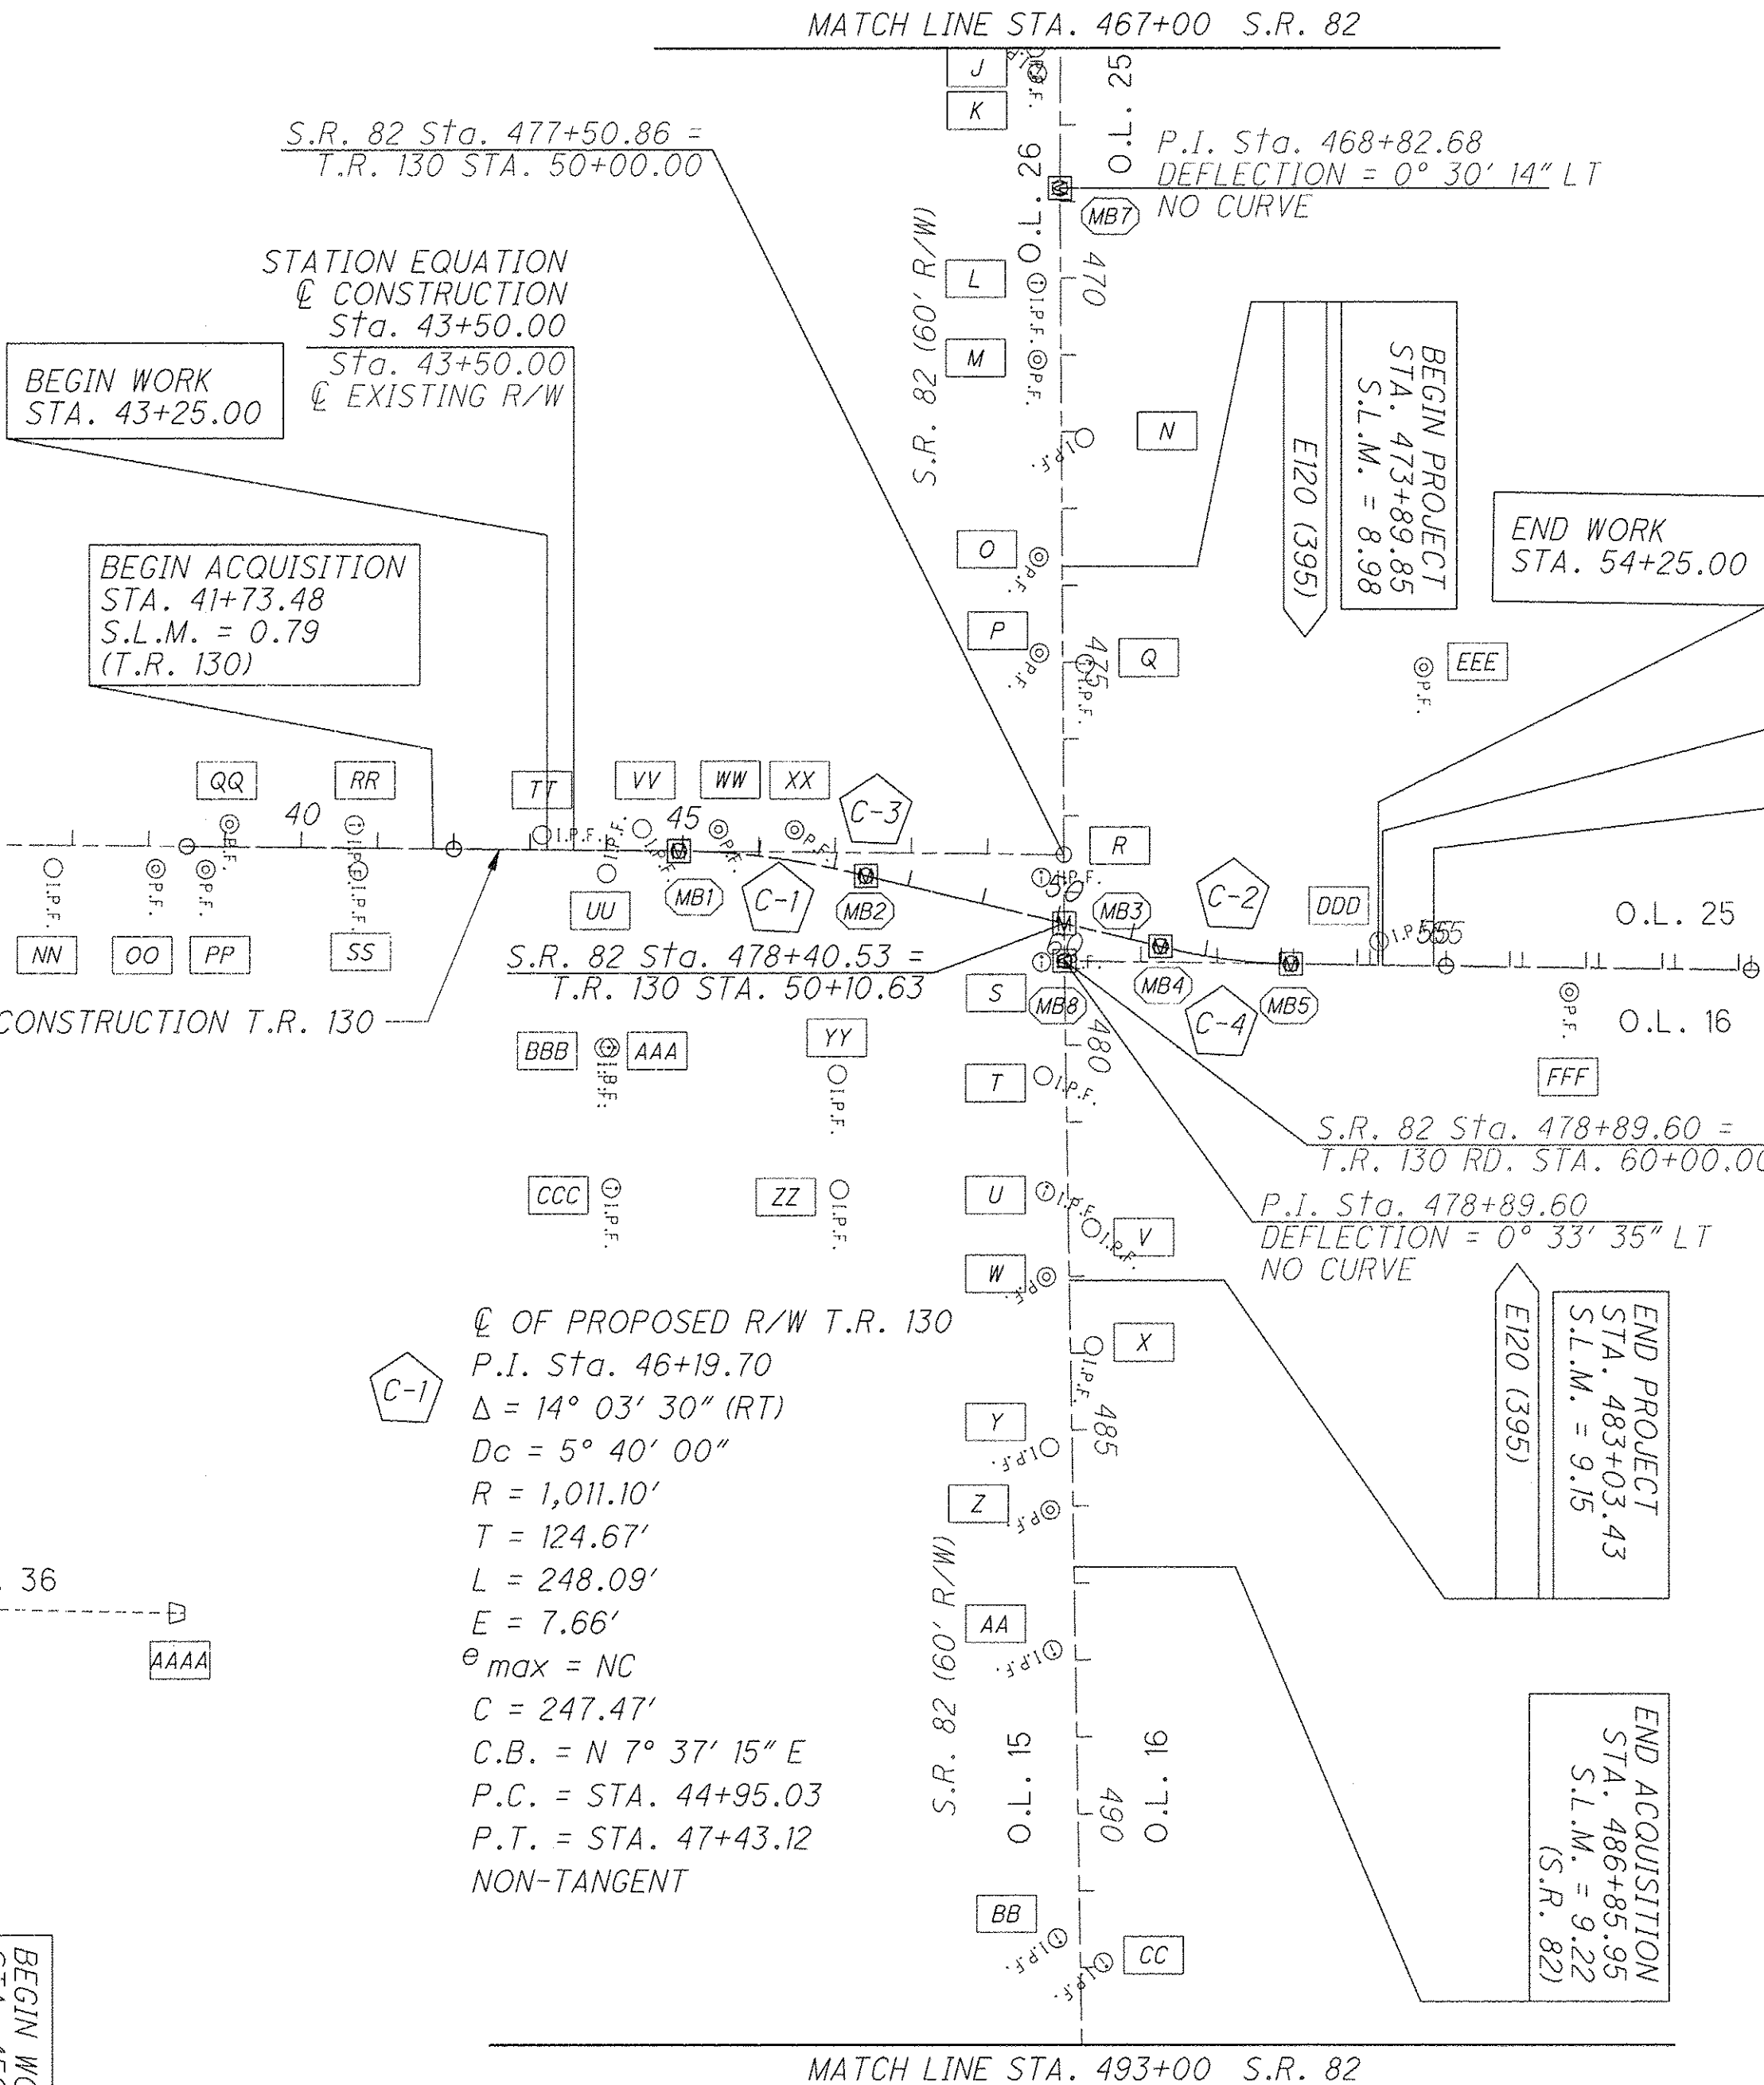 MATCH LINE STA. 467+00 S.R. 82
J
K
I.P.F.
O.L. 26
O.L. 25
S.R. 82 Sta. 477+50.86 =
T.R. 130 STA. 50+00.00
P.I. Sta. 468+82.68
DEFLECTION = 0° 30' 14" LT
NO CURVE
MB7
S.R. 82 (60' R/W)
470
L
I.P.F.
M
P.F.
N
I.P.F.
STATION EQUATION
℄ CONSTRUCTION
Sta. 43+50.00
Sta. 43+50.00
℄ EXISTING R/W
BEGIN WORK
STA. 43+25.00
BEGIN PROJECT
STA. 473+89.85
S.L.M. = 8.98
E120 (395)
END WORK
STA. 54+25.00
BEGIN ACQUISITION
STA. 41+73.48
S.L.M. = 0.79
(T.R. 130)
O
P.F.
P
P.F.
475
Q
I.P.F.
EEE
P.F.
QQ
P.F.
40
RR
I.P.F.
TT
I.P.F.
VV
I.P.F.
45
WW
P.F.
XX
P.F.
C-3
R
I.P.F.
50
I.P.F.
NN
P.F.
OO
P.F.
PP
I.P.F.
SS
I.P.F.
UU
MB1
C-1
MB2
MB3
C-2
DDD
I.P.F.
55
O.L. 25
60
S.R. 82 Sta. 478+40.53 =
T.R. 130 STA. 50+10.63
S
I.P.F.
MB8
MB4
C-4
MB5
P.F.
O.L. 16
FFF
CONSTRUCTION T.R. 130
BBB
I.P.F.
AAA
YY
I.P.F.
T
I.P.F.
480
S.R. 82 Sta. 478+89.60 =
T.R. 130 RD. STA. 60+00.00
CCC
I.P.F.
ZZ
I.P.F.
U
I.P.F.
V
I.P.F.
P.I. Sta. 478+89.60
DEFLECTION = 0° 33' 35" LT
NO CURVE
W
P.F.
X
I.P.F.
END PROJECT
STA. 483+03.43
S.L.M. = 9.15
E120 (395)
C-1
℄ OF PROPOSED R/W T.R. 130
P.I. Sta. 46+19.70
Δ = 14° 03' 30" (RT)
Dc = 5° 40' 00"
R = 1,011.10'
T = 124.67'
L = 248.09'
E = 7.66'
e max = NC
C = 247.47'
C.B. = N 7° 37' 15" E
P.C. = STA. 44+95.03
P.T. = STA. 47+43.12
NON-TANGENT
Y
I.P.F.
485
Z
P.F.
S.R. 82 (60' R/W)
AA
I.P.F.
. 36
AAAA
O.L. 15
O.L. 16
490
END ACQUISITION
STA. 486+85.95
S.L.M. = 9.22
(S.R. 82)
BB
I.P.F.
CC
I.P.F.
BEGIN WO
MATCH LINE STA. 493+00 S.R. 82